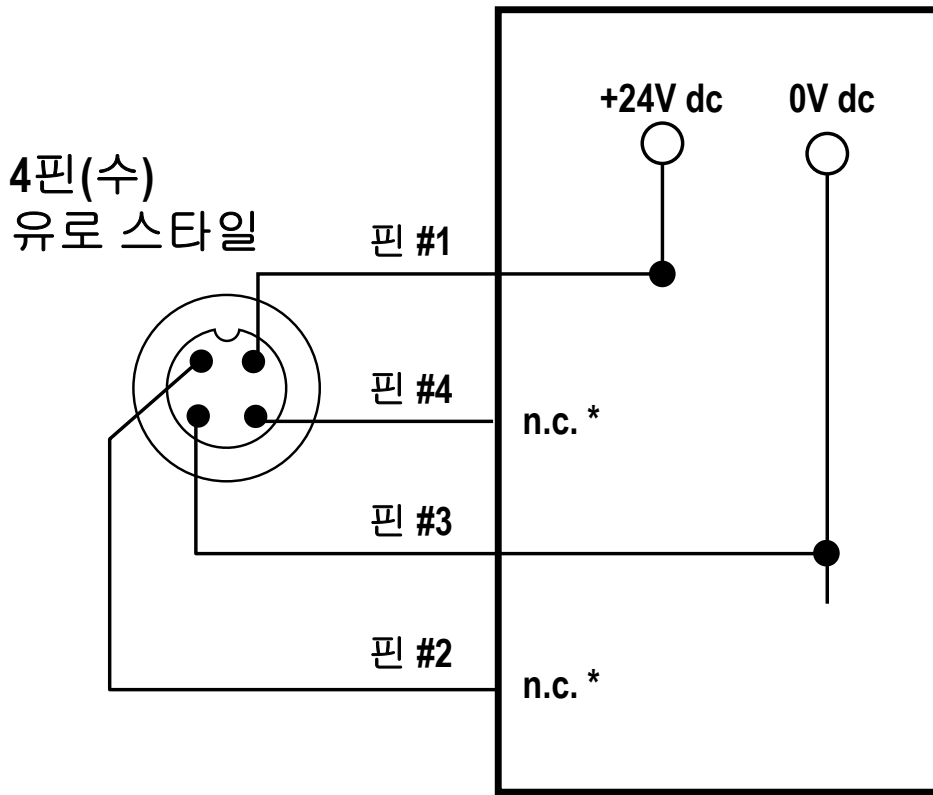 +24V dc 0V dc
4핀(수)
유로 스타일
핀 #1
핀 #4
n.c. *
핀 #3
핀 #2
n.c. *